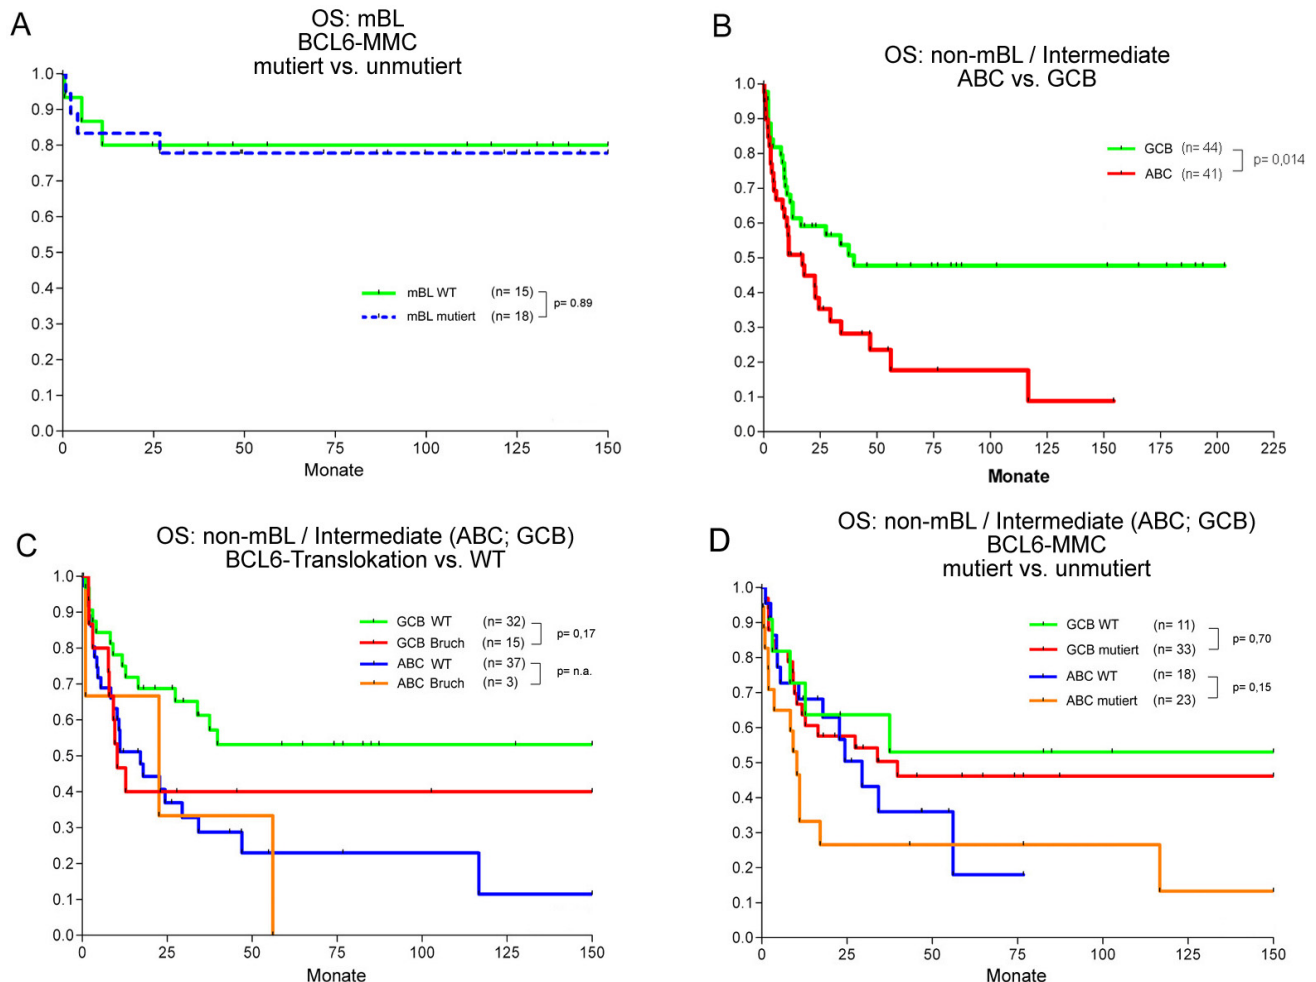 A
OS: mBL
BCL6-MMC
mutiert vs. unmutiert
1.0
0.9
0.8
0.7
0.6
0.5
0.4
0.3
0.2
0.1
0.0
mBL WT (n= 15)
mBL mutiert (n= 18)
p= 0.89
0 25 50 75 100 125 150
Monate
B
OS: non-mBL / Intermediate
ABC vs. GCB
1.0
0.9
0.8
0.7
0.6
0.5
0.4
0.3
0.2
0.1
0.0
GCB (n= 44)
ABC (n= 41)
p= 0,014
0 25 50 75 100 125 150 175 200 225
Monate
C
OS: non-mBL / Intermediate (ABC; GCB)
BCL6-Translokation vs. WT
1.0
0.9
0.8
0.7
0.6
0.5
0.4
0.3
0.2
0.1
0.0
GCB WT (n= 32)
GCB Bruch (n= 15)
ABC WT (n= 37)
ABC Bruch (n= 3)
p= 0,17
p= n.a.
0 25 50 75 100 125 150
Monate
D
OS: non-mBL / Intermediate (ABC; GCB)
BCL6-MMC
mutiert vs. unmutiert
1.0
0.9
0.8
0.7
0.6
0.5
0.4
0.3
0.2
0.1
0.0
GCB WT (n= 11)
GCB mutiert (n= 33)
ABC WT (n= 18)
ABC mutiert (n= 23)
p= 0,70
p= 0,15
0 25 50 75 100 125 150
Monate